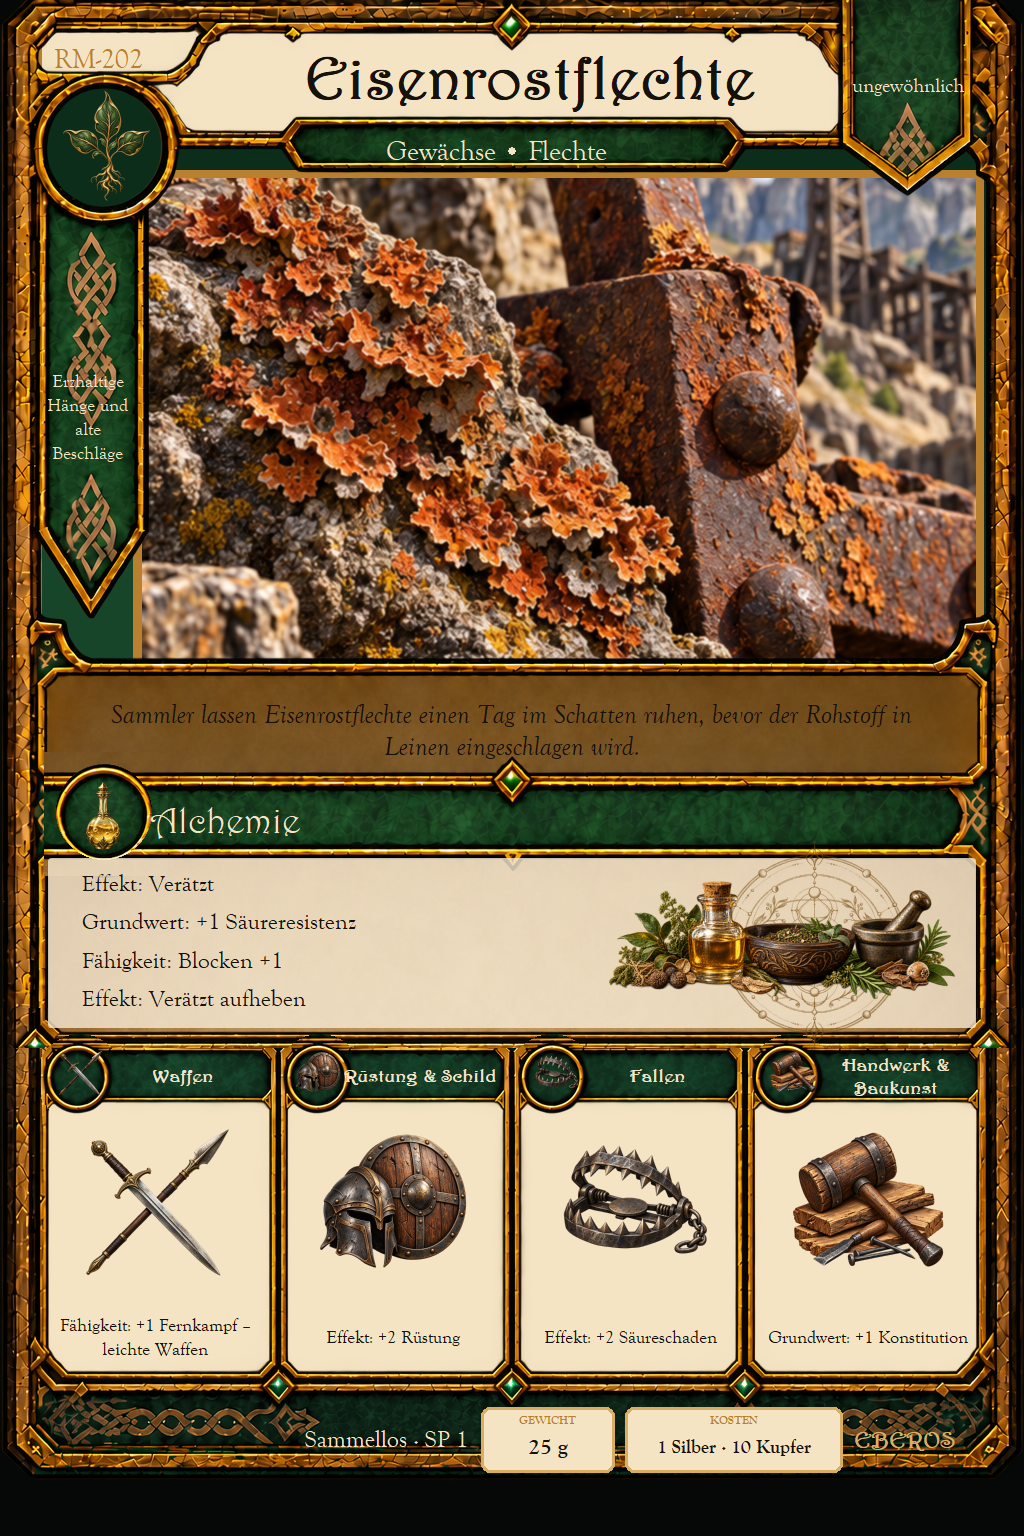 RM-202
Eisenrostflechte
ungewöhnlich
Gewächse • Flechte
Erzhaltige
Hänge und
alte
Beschläge
Sammler lassen Eisenrostflechte einen Tag im Schatten ruhen, bevor der Rohstoff in
Leinen eingeschlagen wird.
Alchemie
Effekt: Verätzt
Grundwert: +1 Säureresistenz
Fähigkeit: Blocken +1
Effekt: Verätzt aufheben
Waffen
Fähigkeit: +1 Fernkampf –
leichte Waffen
Rüstung & Schild
Effekt: +2 Rüstung
Fallen
Effekt: +2 Säureschaden
Handwerk &
Baukunst
Grundwert: +1 Konstitution
Sammellos · SP 1
GEWICHT
25 g
KOSTEN
1 Silber · 10 Kupfer
EBEROS